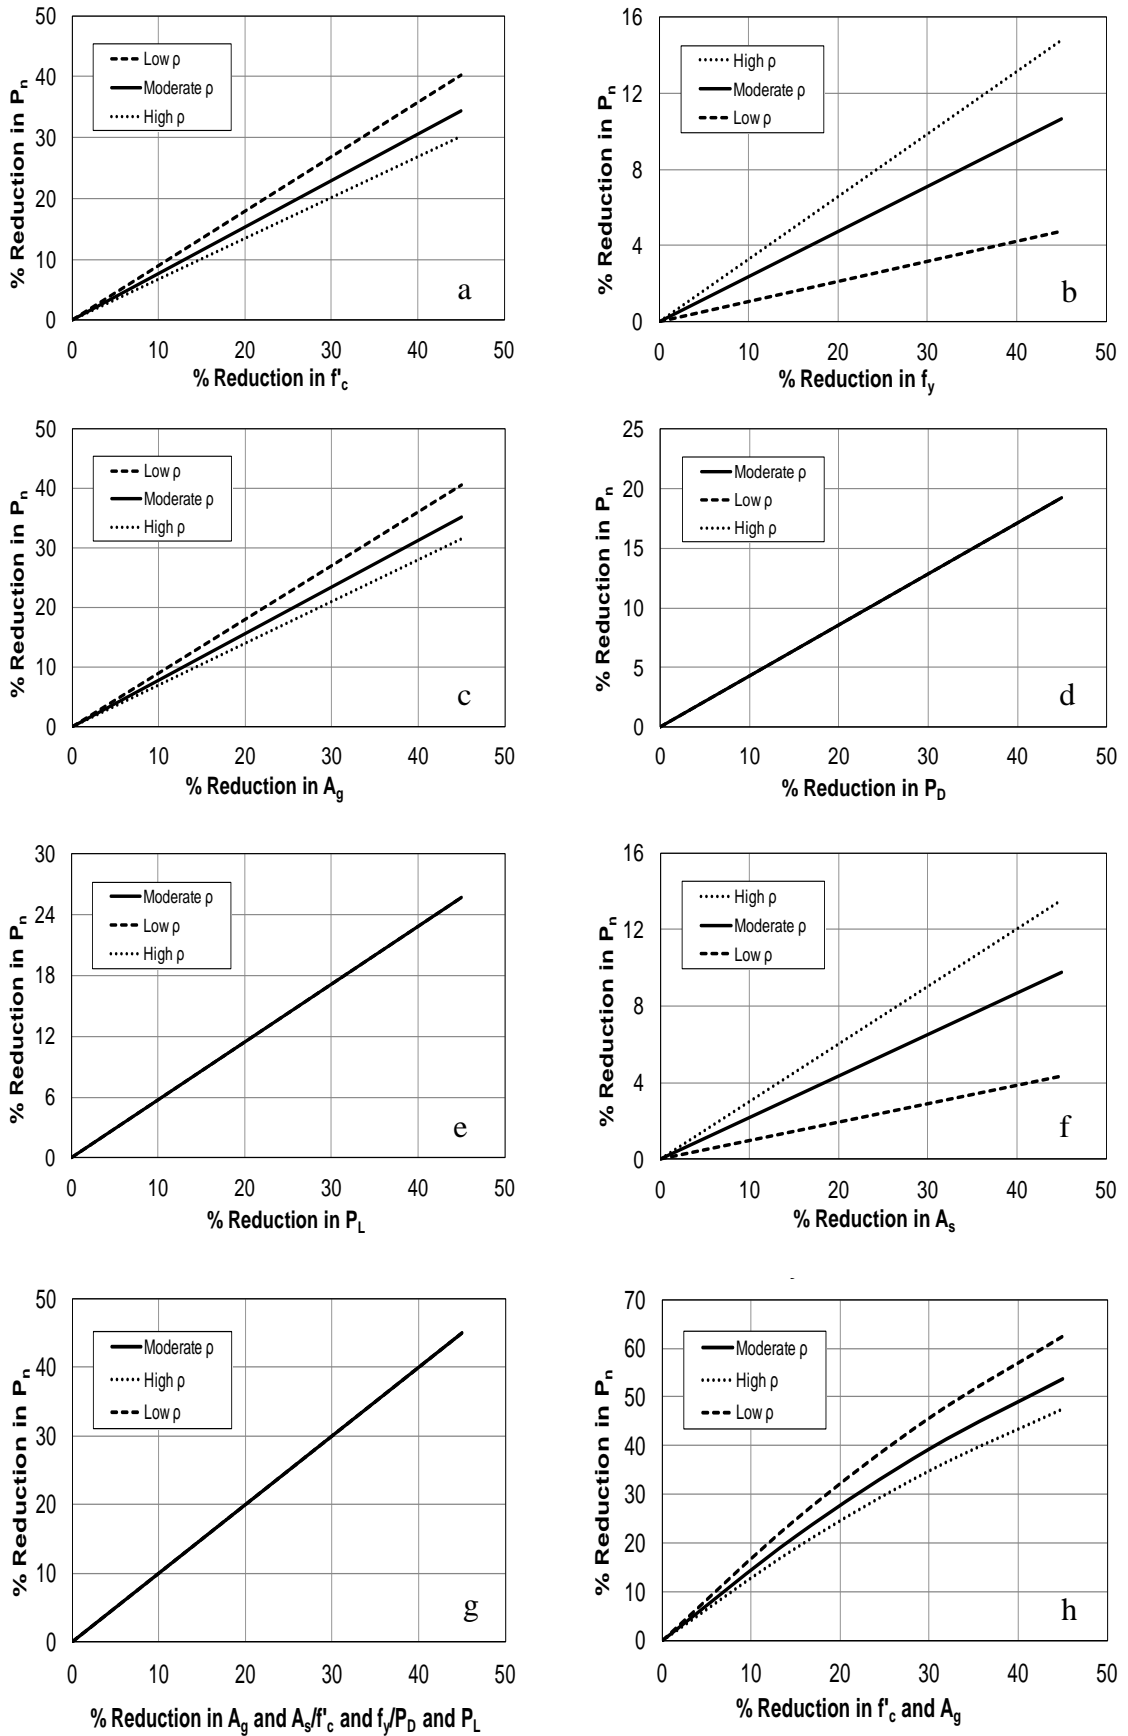 50
40
30
20
10
0
% Reduction in Pn
Low ρ
Moderate ρ
High ρ
a
0 10 20 30 40 50
% Reduction in f'c
16
12
8
4
0
% Reduction in Pn
High ρ
Moderate ρ
Low ρ
b
0 10 20 30 40 50
% Reduction in fy
50
40
30
20
10
0
% Reduction in Pn
Low ρ
Moderate ρ
High ρ
c
0 10 20 30 40 50
% Reduction in Ag
25
20
15
10
5
0
% Reduction in Pn
Moderate ρ
Low ρ
High ρ
d
0 10 20 30 40 50
% Reduction in PD
30
24
18
12
6
0
% Reduction in Pn
Moderate ρ
Low ρ
High ρ
e
0 10 20 30 40 50
% Reduction in PL
16
12
8
4
0
% Reduction in Pn
High ρ
Moderate ρ
Low ρ
f
0 10 20 30 40 50
% Reduction in As
50
40
30
20
10
0
% Reduction in Pn
Moderate ρ
High ρ
Low ρ
g
0 10 20 30 40 50
% Reduction in Ag and As/f'c and fy/PD and PL
70
60
50
40
30
20
10
0
% Reduction in Pn
Moderate ρ
High ρ
Low ρ
h
0 10 20 30 40 50
% Reduction in f'c and Ag